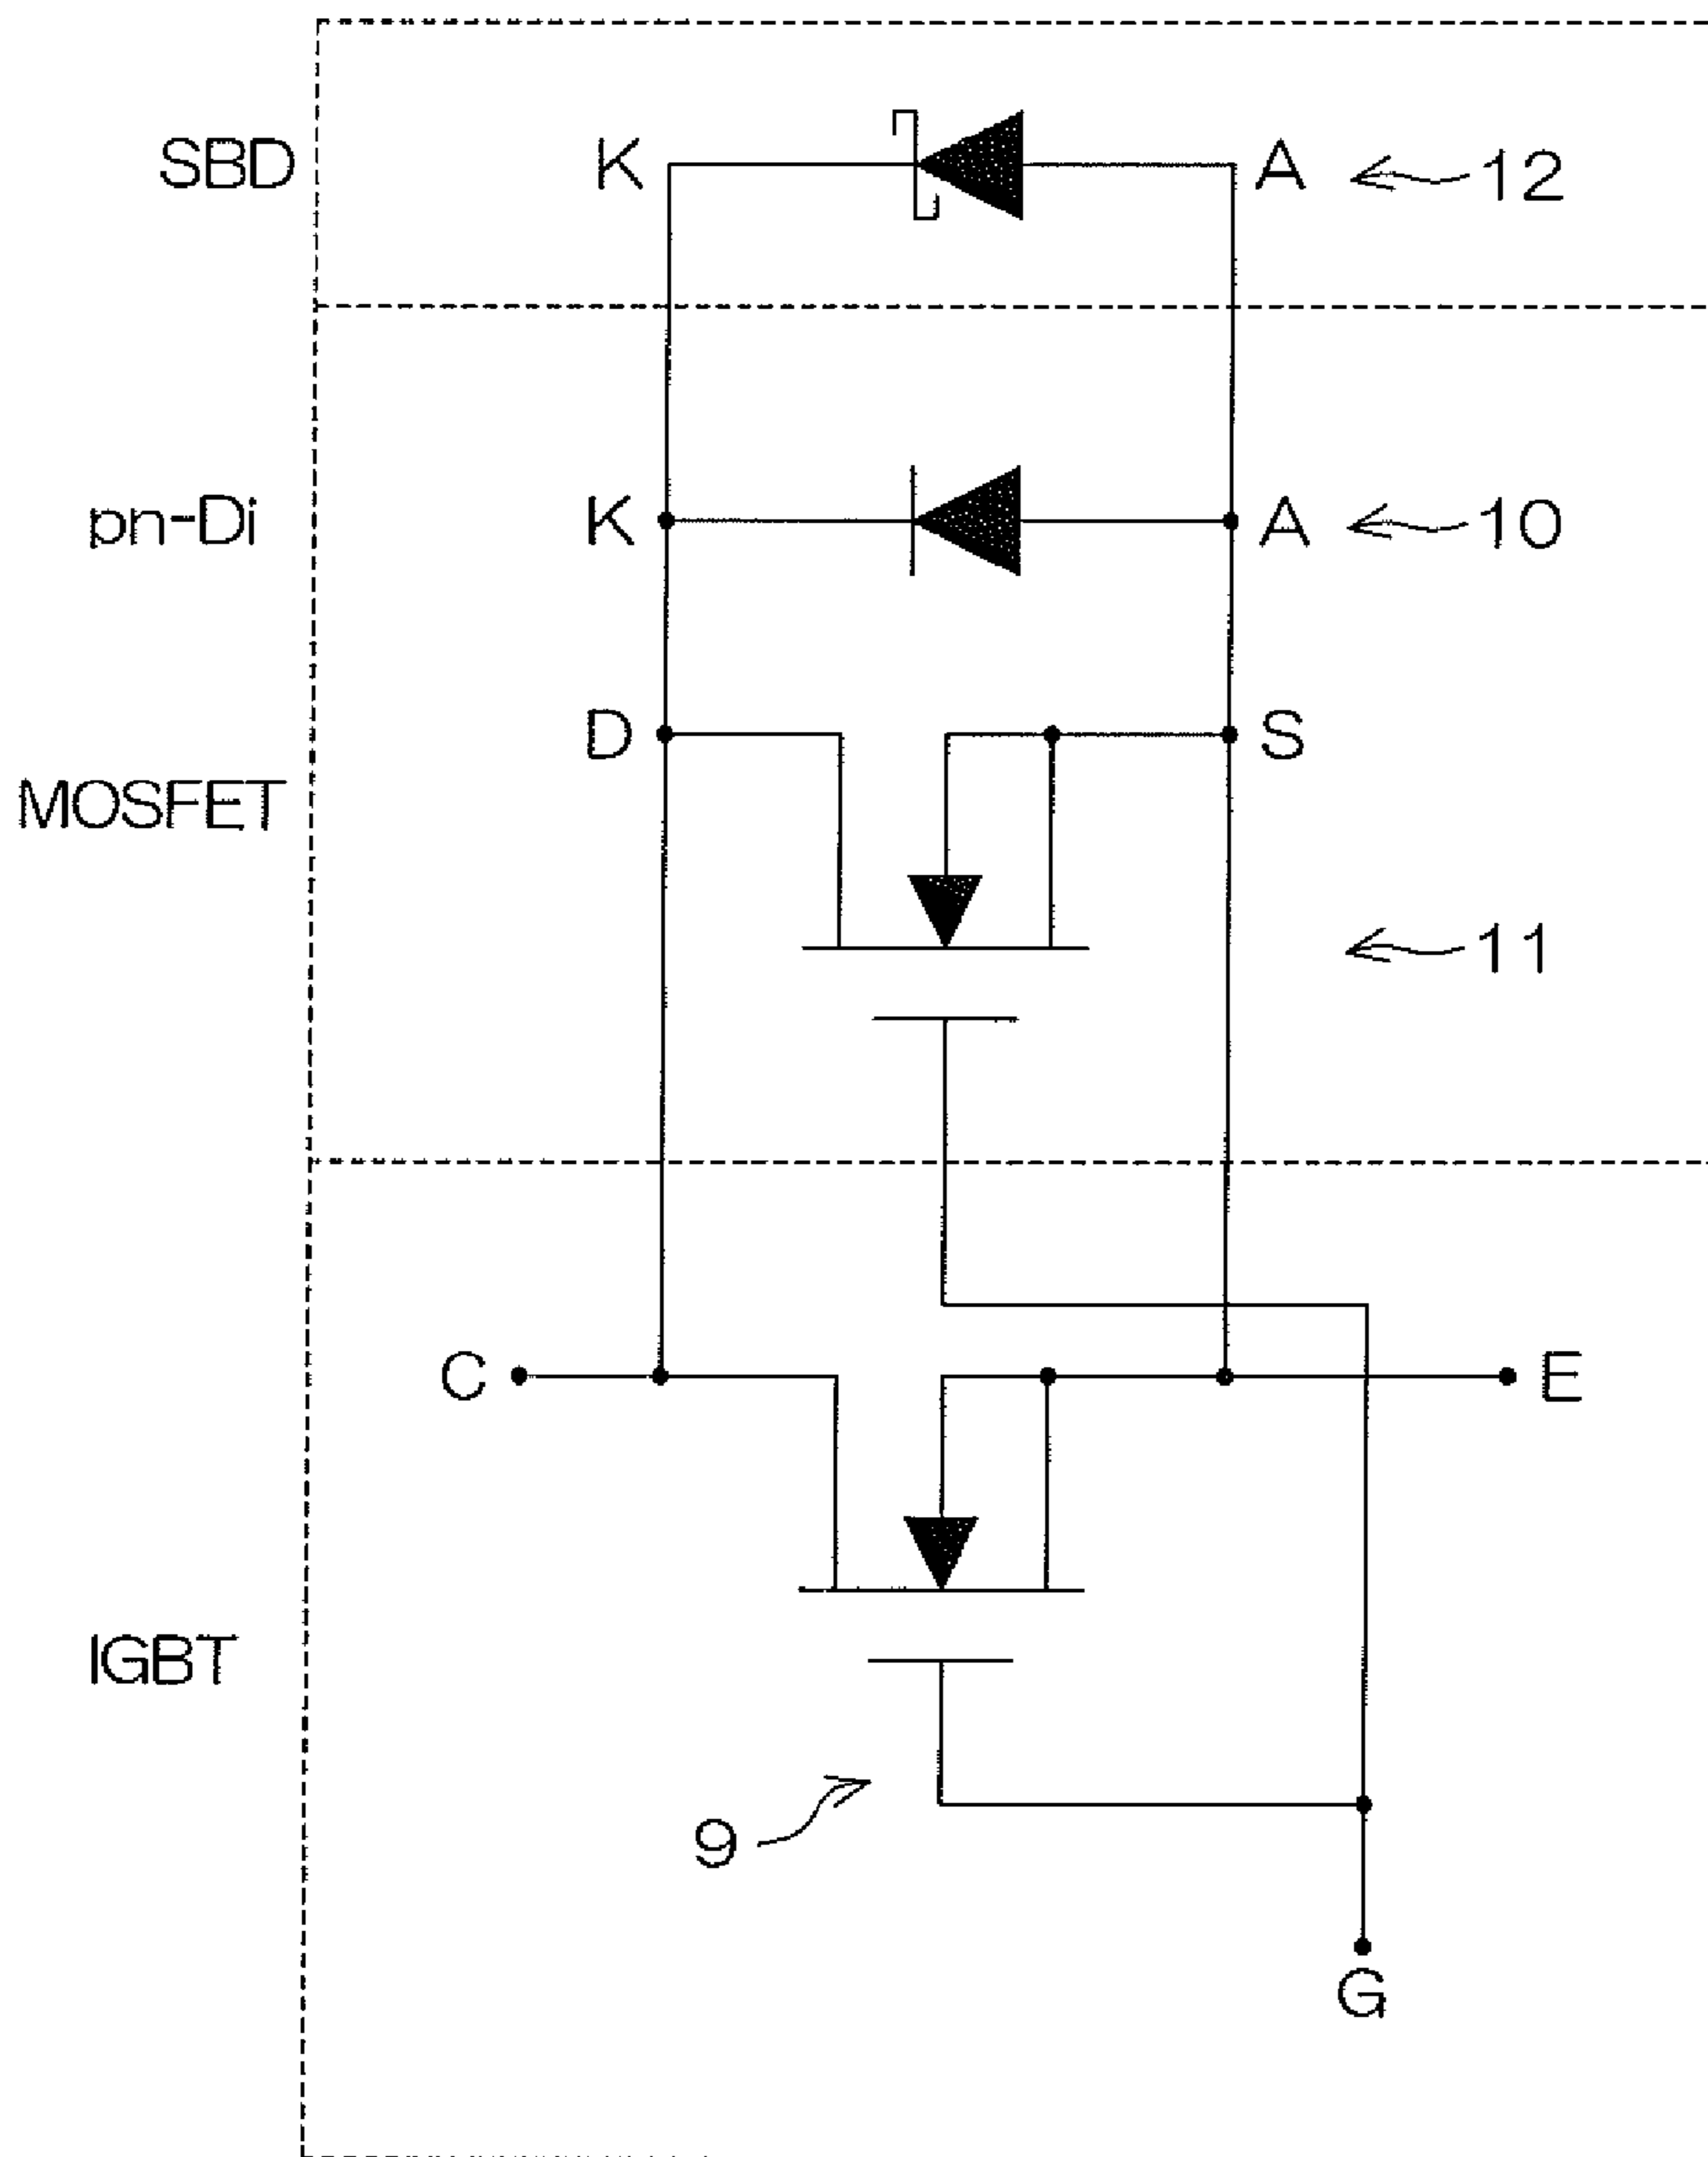 SBD K A 12
pn-Di K A 10
D S
MOSFET
11
C E
IGBT
9
G